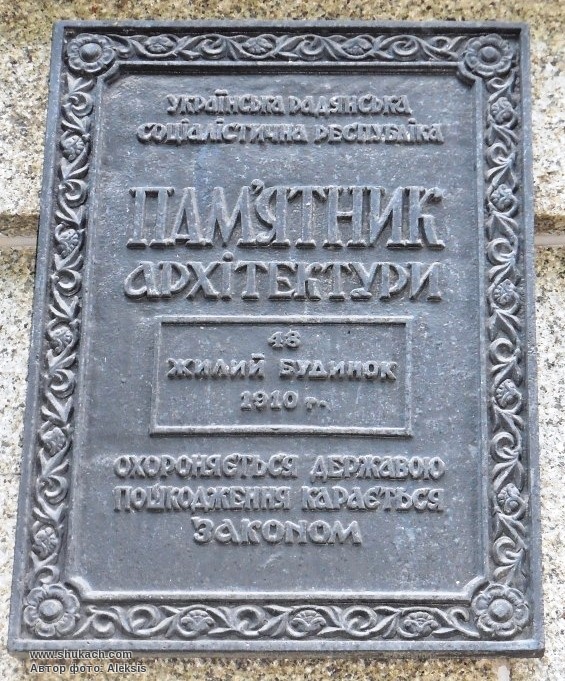 Українська Радянська
Соціалістична Республіка
ПАМ'ЯТНИК
АРХІТЕКТУРИ
48
ЖИЛИЙ БУДИНОК
1910 р.
ОХОРОНЯЄТЬСЯ ДЕРЖАВОЮ
ПОШКОДЖЕННЯ КАРАЄТЬСЯ
ЗАКОНОМ
www.shukach.com
Автор фото: Aleksis